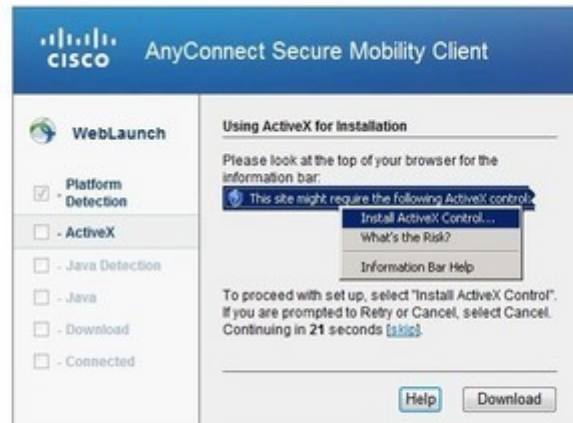 CISCO
AnyConnect Secure Mobility Client
WebLaunch
- Platform
Detection
- ActiveX
- Java Detection
- Java
- Download
- Connected
Using ActiveX for Installation
Please look at the top of your browser for the
information bar:
This site might require the following ActiveX control:
Install ActiveX Control...
What's the Risk?
Information Bar Help
To proceed with set up, select "Install ActiveX Control".
If you are prompted to Retry or Cancel, select Cancel.
Continuing in 21 seconds [skip].
Help
Download